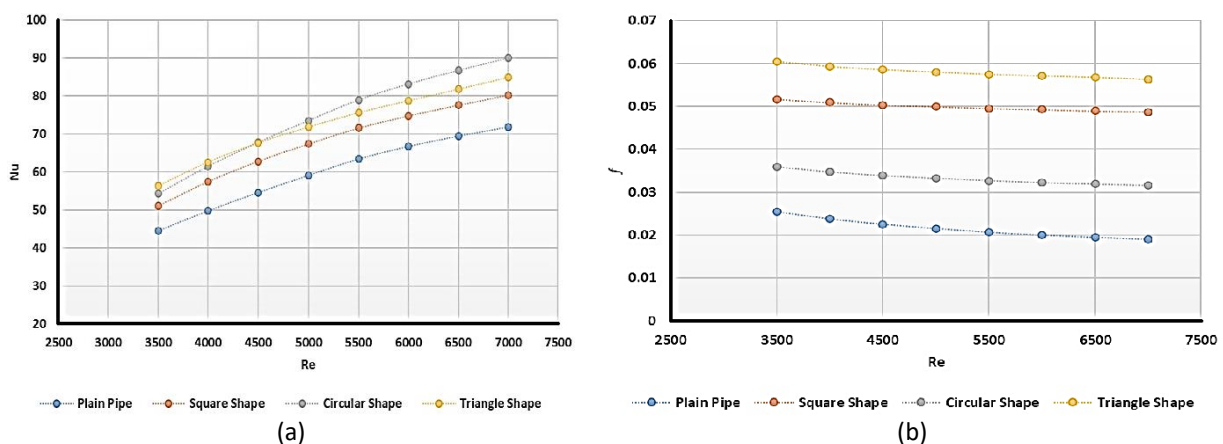 100
90
80
70
60
50
40
30
20
Nu
2500 3000 3500 4000 4500 5000 5500 6000 6500 7000 7500
Re
Plain Pipe Square Shape Circular Shape Triangle Shape
(a)
0.07
0.06
0.05
0.04
0.03
0.02
0.01
0
f
2500 3500 4500 5500 6500 7500
Re
Plain Pipe Square Shape Circular Shape Triangle Shape
(b)